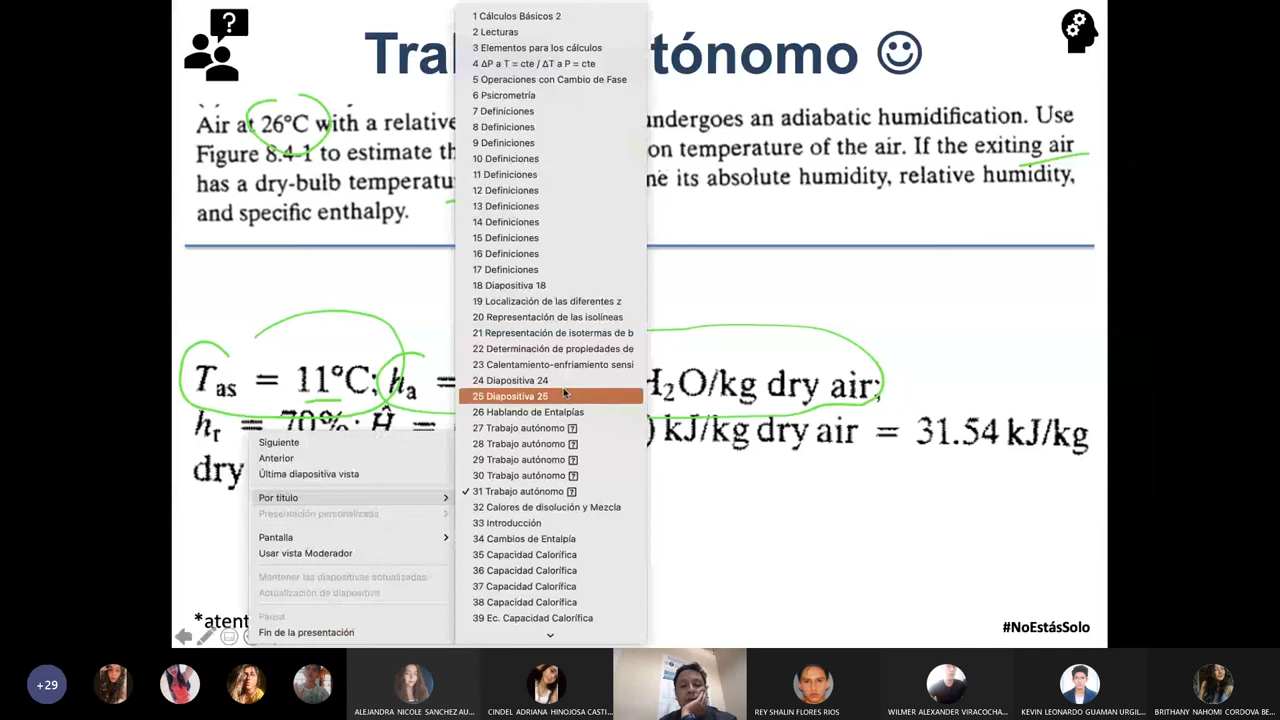 Tra
tónomo
Air at 26°C with a relative
ndergoes an adiabatic humidification. Use
Figure 8.4-1 to estimate th
on temperature of the air. If the exiting air
has a dry-bulb temperatu
ne its absolute humidity, relative humidity,
and specific enthalpy.
Tas = 11°C; ha =
H2O/kg dry air;
hr = 70%; Ĥ =
) kJ/kg dry air = 31.54 kJ/kg
dry
*atent
#NoEstásSolo
Siguiente
Anterior
Última diapositiva vista
Por título
Presentación personalizada
Pantalla
Usar vista Moderador
Mantener las diapositivas actualizadas
Actualización de diapositiva
Pausa
Fin de la presentación
1 Cálculos Básicos 2
2 Lecturas
3 Elementos para los cálculos
4 ΔP a T = cte / ΔT a P = cte
5 Operaciones con Cambio de Fase
6 Psicrometría
7 Definiciones
8 Definiciones
9 Definiciones
10 Definiciones
11 Definiciones
12 Definiciones
13 Definiciones
14 Definiciones
15 Definiciones
16 Definiciones
17 Definiciones
18 Diapositiva 18
19 Localización de las diferentes z
20 Representación de las isolíneas
21 Representación de isotermas de b
22 Determinación de propiedades de
23 Calentamiento-enfriamiento sensi
24 Diapositiva 24
25 Diapositiva 25
26 Hablando de Entalpías
27 Trabajo autónomo
28 Trabajo autónomo
29 Trabajo autónomo
30 Trabajo autónomo
✓ 31 Trabajo autónomo
32 Calores de disolución y Mezcla
33 Introducción
34 Cambios de Entalpía
35 Capacidad Calorífica
36 Capacidad Calorífica
37 Capacidad Calorífica
38 Capacidad Calorífica
39 Ec. Capacidad Calorífica
+29
ALEJANDRA NICOLE SANCHEZ AU...
CINDEL ADRIANA HINOJOSA CASTI...
REY SHALIN FLORES RIOS
WILMER ALEXANDER VIRACOCHA...
KEVIN LEONARDO GUAMAN URGIL...
BRITHANY NAHOMI CORDOVA BE...